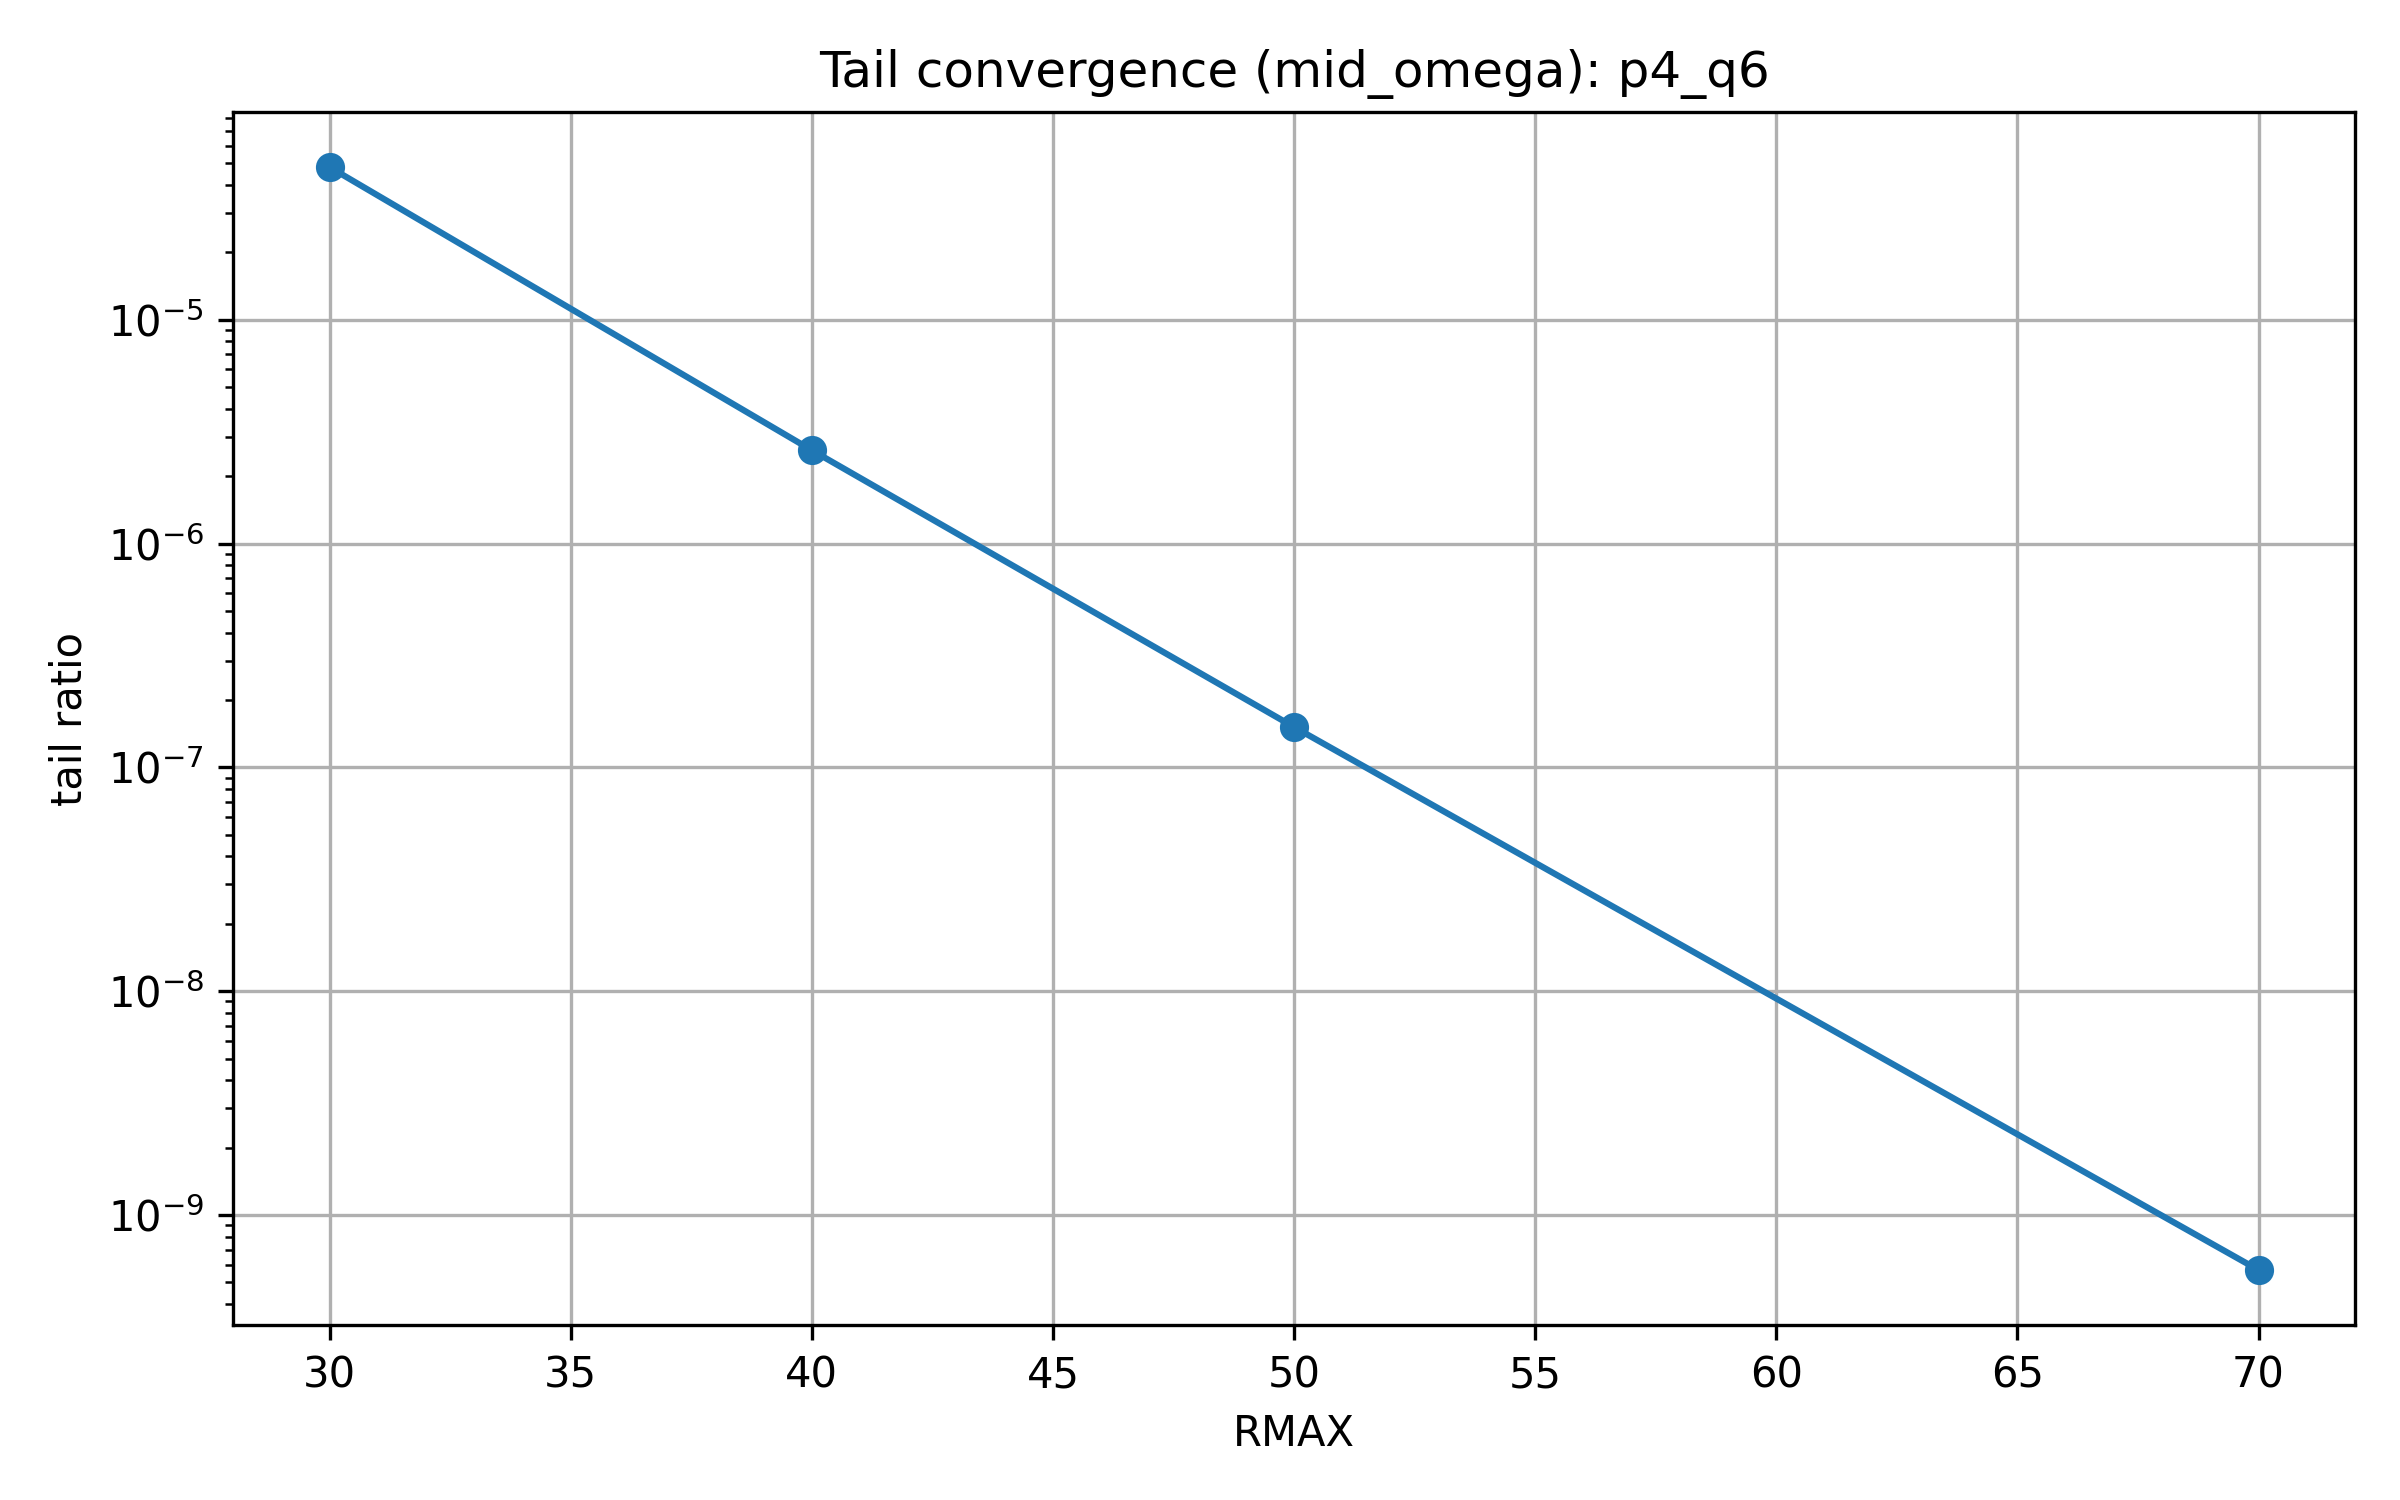 Tail convergence (mid_omega): p4_q6
tail ratio
10⁻⁵
10⁻⁶
10⁻⁷
10⁻⁸
10⁻⁹
30 35 40 45 50 55 60 65 70
RMAX